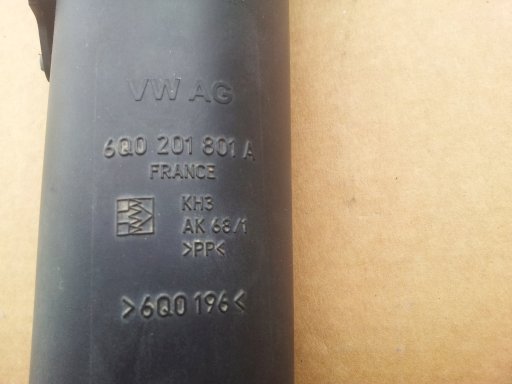 VW AG
6Q0 201 801 A
FRANCE
KH3
AK 68/1
>PP<
>6Q0 196<